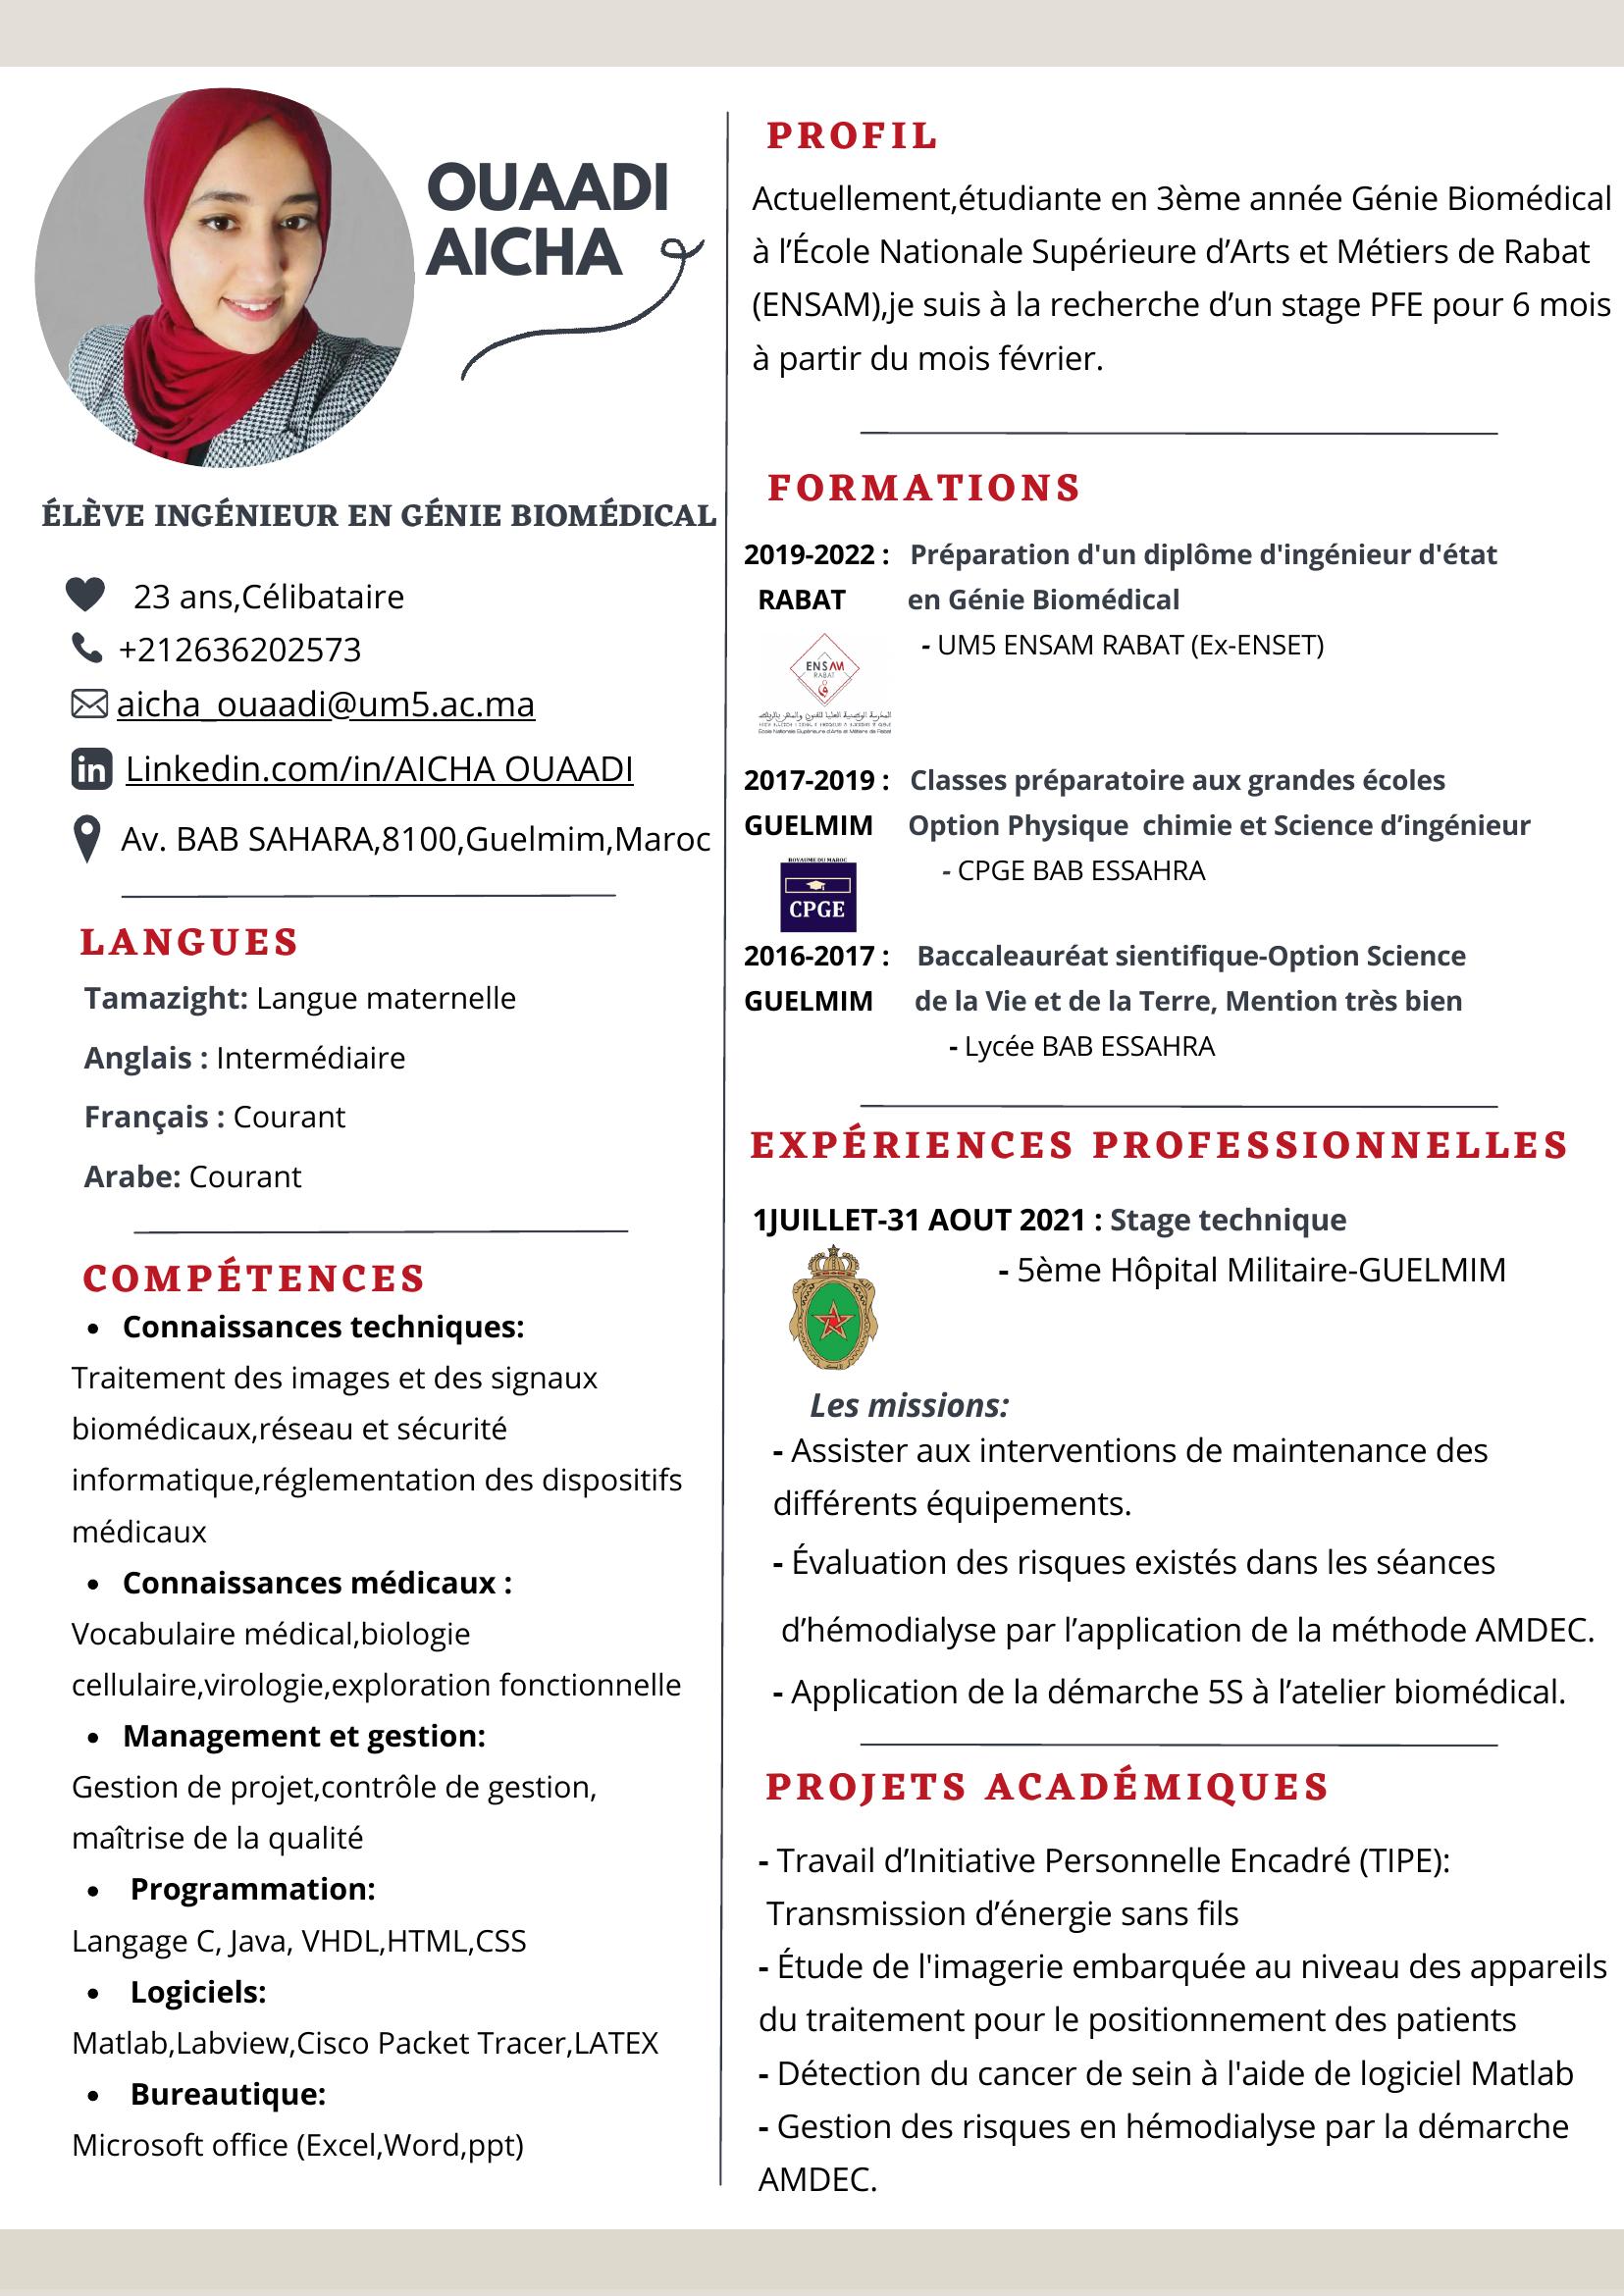 OUAADI
AICHA
ÉLÈVE INGÉNIEUR EN GÉNIE BIOMÉDICAL
23 ans,Célibataire
+212636202573
aicha_ouaadi@um5.ac.ma
in
Linkedin.com/in/AICHA OUAADI
Av. BAB SAHARA,8100,Guelmim,Maroc
LANGUES
Tamazight: Langue maternelle
Anglais : Intermédiaire
Français : Courant
Arabe: Courant
COMPÉTENCES
• Connaissances techniques:
Traitement des images et des signaux
biomédicaux,réseau et sécurité
informatique,réglementation des dispositifs
médicaux
• Connaissances médicaux :
Vocabulaire médical,biologie
cellulaire,virologie,exploration fonctionnelle
• Management et gestion:
Gestion de projet,contrôle de gestion,
maîtrise de la qualité
• Programmation:
Langage C, Java, VHDL,HTML,CSS
• Logiciels:
Matlab,Labview,Cisco Packet Tracer,LATEX
• Bureautique:
Microsoft office (Excel,Word,ppt)
PROFIL
Actuellement,étudiante en 3ème année Génie Biomédical
à l’École Nationale Supérieure d’Arts et Métiers de Rabat
(ENSAM),je suis à la recherche d’un stage PFE pour 6 mois
à partir du mois février.
FORMATIONS
2019-2022 : Préparation d'un diplôme d'ingénieur d'état
RABAT en Génie Biomédical
- UM5 ENSAM RABAT (Ex-ENSET)
ENSAM
RABAT
Ecole Nationale Supérieure d'Arts et Métiers de Rabat
2017-2019 : Classes préparatoire aux grandes écoles
GUELMIM Option Physique  chimie et Science d’ingénieur
- CPGE BAB ESSAHRA
ROYAUME DU MAROC
CPGE
2016-2017 : Baccaleauréat sientifique-Option Science
GUELMIM de la Vie et de la Terre, Mention très bien
- Lycée BAB ESSAHRA
EXPÉRIENCES PROFESSIONNELLES
1JUILLET-31 AOUT 2021 : Stage technique
- 5ème Hôpital Militaire-GUELMIM
Les missions:
- Assister aux interventions de maintenance des
différents équipements.
- Évaluation des risques existés dans les séances
d’hémodialyse par l’application de la méthode AMDEC.
- Application de la démarche 5S à l’atelier biomédical.
PROJETS ACADÉMIQUES
- Travail d’Initiative Personnelle Encadré (TIPE):
Transmission d’énergie sans fils
- Étude de l'imagerie embarquée au niveau des appareils
du traitement pour le positionnement des patients
- Détection du cancer de sein à l'aide de logiciel Matlab
- Gestion des risques en hémodialyse par la démarche
AMDEC.